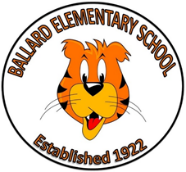 BALLARD ELEMENTARY SCHOOL
Established 1922